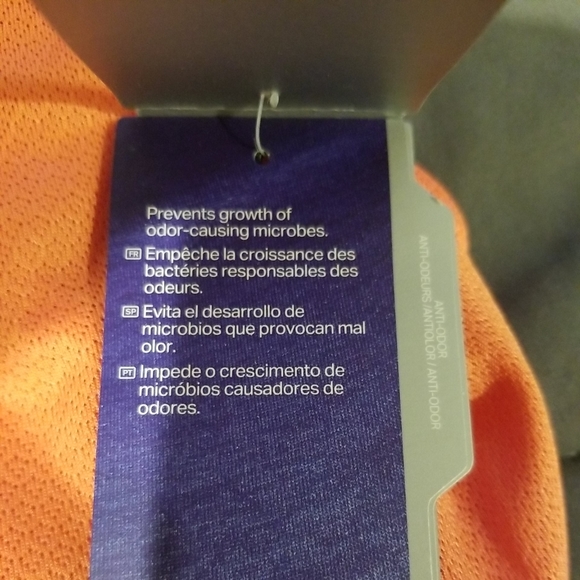 Prevents growth of
odor-causing microbes.
FR Empêche la croissance des
bactéries responsables des
odeurs.
SP Evita el desarrollo de
microbios que provocan mal
olor.
PT Impede o crescimento de
micróbios causadores de
odores.
ANTI-ODOR
ANTI-ODEURS/ANTIOLOR/ANTI-ODOR